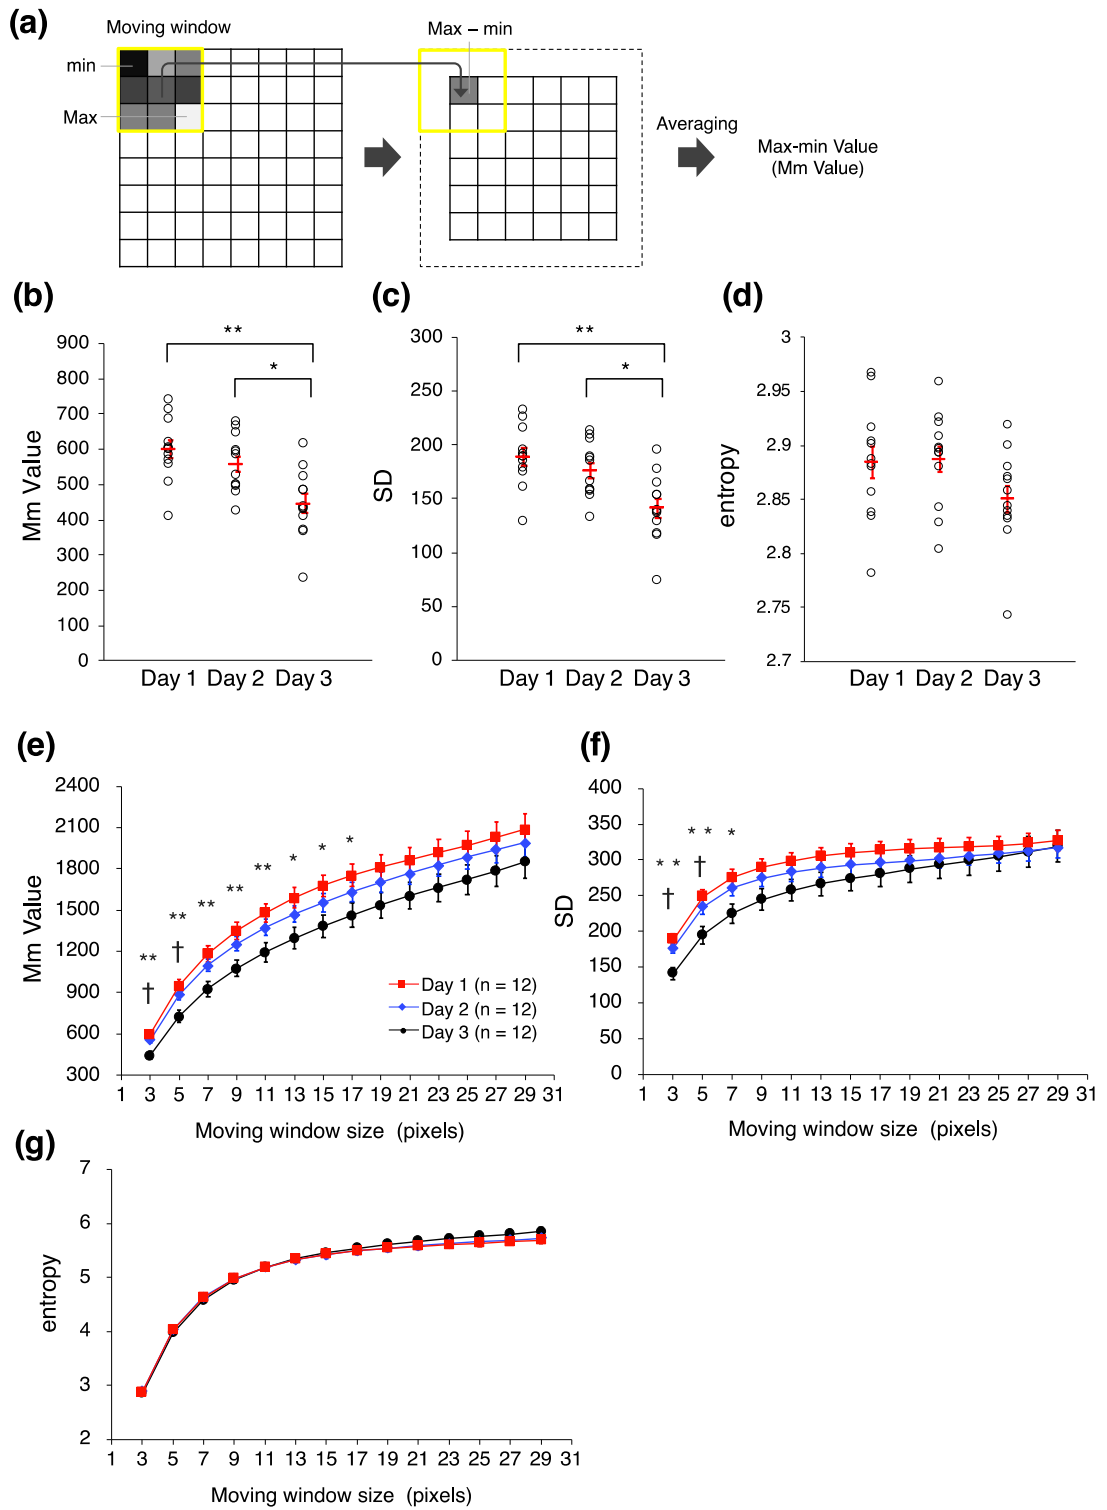 (a)
Moving window
min
Max
Max – min
Averaging
Max-min Value
(Mm Value)
(b)
Mm Value
900
800
700
600
500
400
300
200
100
0
**
*
Day 1 Day 2 Day 3
(c)
SD
300
250
200
150
100
50
0
**
*
Day 1 Day 2 Day 3
(d)
entropy
3
2.95
2.9
2.85
2.8
2.75
2.7
Day 1 Day 2 Day 3
(e)
Mm Value
2400
2100
1800
1500
1200
900
600
300
** ** ** ** ** * * *
† †
Day 1 (n = 12)
Day 2 (n = 12)
Day 3 (n = 12)
1 3 5 7 9 11 13 15 17 19 21 23 25 27 29 31
Moving window size (pixels)
(f)
SD
400
350
300
250
200
150
100
50
0
* * * * *
† †
1 3 5 7 9 11 13 15 17 19 21 23 25 27 29 31
Moving window size (pixels)
(g)
entropy
7
6
5
4
3
2
1 3 5 7 9 11 13 15 17 19 21 23 25 27 29 31
Moving window size (pixels)